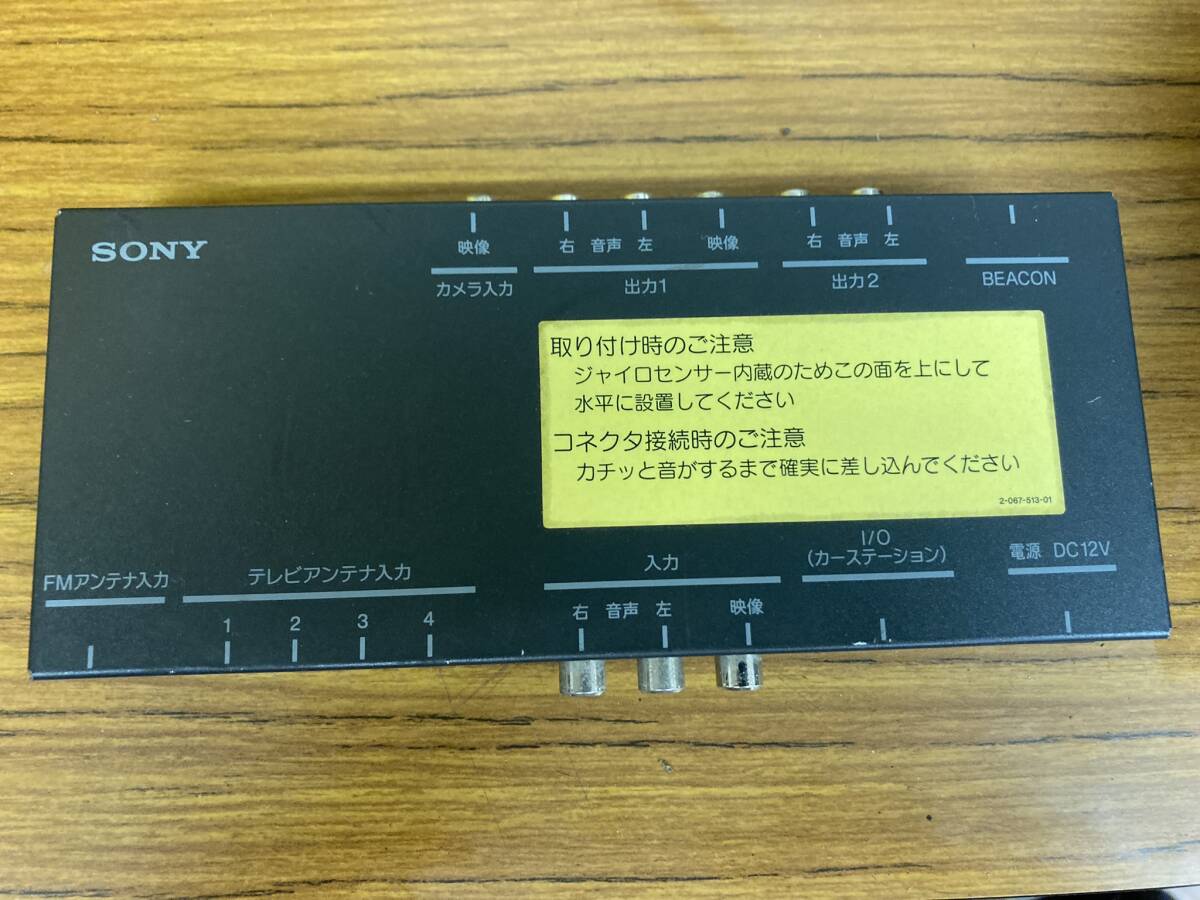 SONY
映像
カメラ入力
右 音声 左 映像
出力1
右 音声 左
出力2
BEACON
取り付け時のご注意
ジャイロセンサー内蔵のためこの面を上にして
水平に設置してください
コネクタ接続時のご注意
カチッと音がするまで確実に差し込んでください
2-067-513-01
FMアンテナ入力
テレビアンテナ入力
1 2 3 4
入力
右 音声 左 映像
I/O
(カーステーション)
電源 DC12V